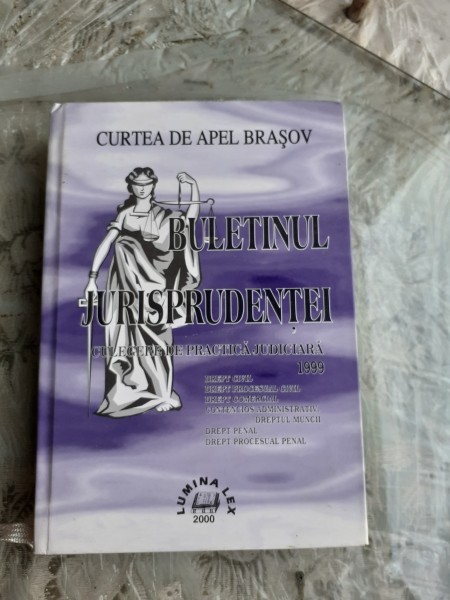 CURTEA DE APEL BRAŞOV
BULETINUL
JURISPRUDENŢEI
CULEGERE DE PRACTICĂ JUDICIARĂ
1999
DREPT CIVIL
DREPT PROCESUAL CIVIL
DREPT COMERCIAL
CONTENCIOS ADMINISTRATIV
DREPTUL MUNCII
DREPT PENAL
DREPT PROCESUAL PENAL
LUMINA LEX
2000